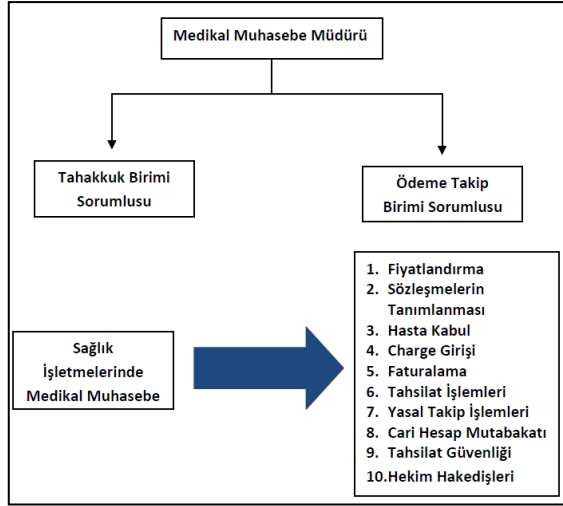 Medikal Muhasebe Müdürü
Tahakkuk Birimi
Sorumlusu
Ödeme Takip
Birimi Sorumlusu
Sağlık
İşletmelerinde
Medikal Muhasebe
1. Fiyatlandırma
2. Sözleşmelerin
Tanımlanması
3. Hasta Kabul
4. Charge Girişi
5. Faturalama
6. Tahsilat İşlemleri
7. Yasal Takip İşlemleri
8. Cari Hesap Mutabakatı
9. Tahsilat Güvenliği
10.Hekim Hakedişleri